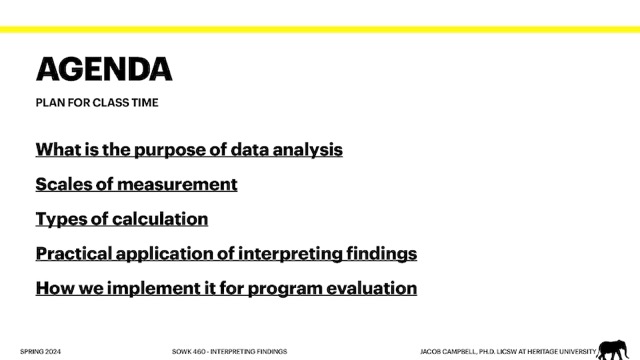 AGENDA
PLAN FOR CLASS TIME
What is the purpose of data analysis
Scales of measurement
Types of calculation
Practical application of interpreting findings
How we implement it for program evaluation
SPRING 2024
SOWK 460 - INTERPRETING FINDINGS
JACOB CAMPBELL, PH.D. LICSW AT HERITAGE UNIVERSITY